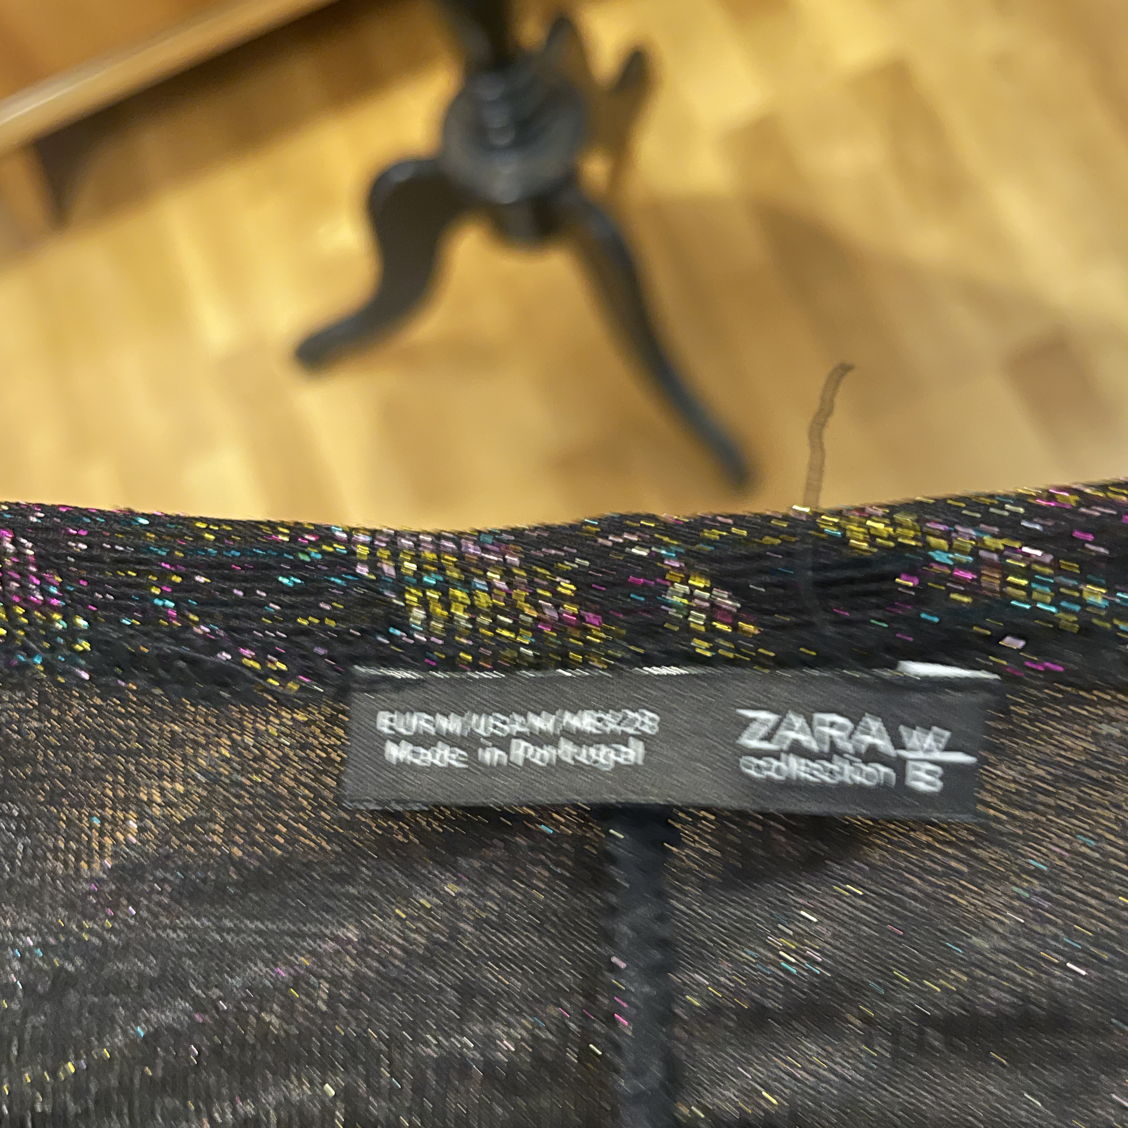 EUR M/USA M/MEX 28
Made in Portugal
ZARA W
collection B